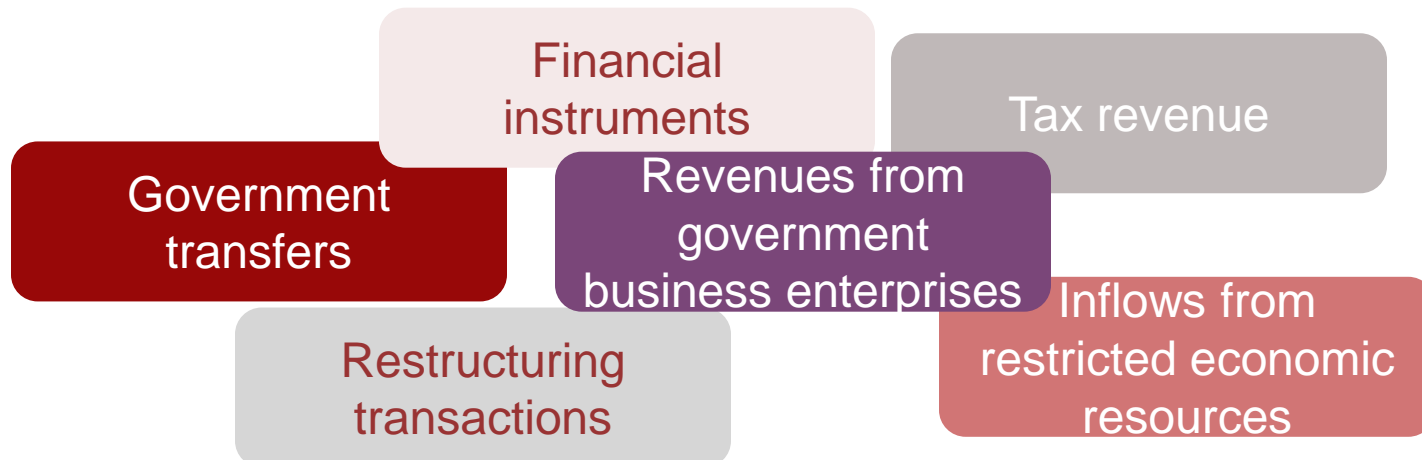 Financial
instruments
Tax revenue
Government
transfers
Revenues from
government
business enterprises
Restructuring
transactions
Inflows from
restricted economic
resources